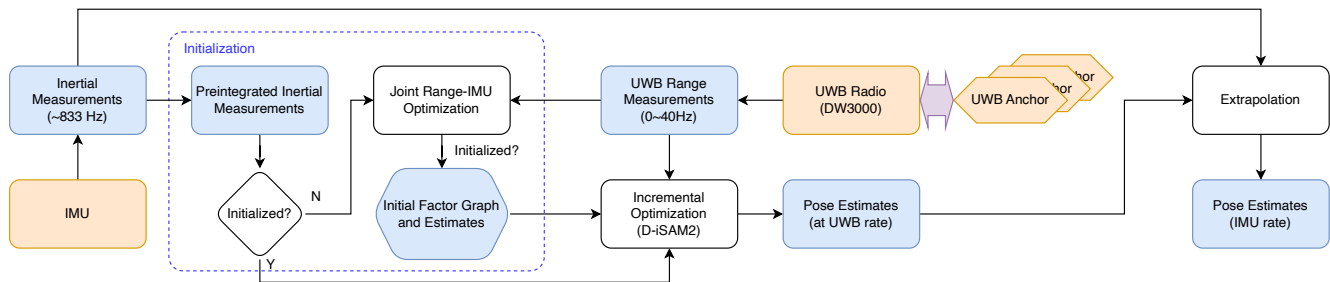 Initialization
Inertial
Measurements
(~833 Hz)
Preintegrated Inertial
Measurements
Joint Range-IMU
Optimization
UWB Range
Measurements
(0~40Hz)
UWB Radio
(DW3000)
UWB Anchor
chor
chor
Extrapolation
Initialized?
IMU
Initialized?
N
Y
Initial Factor Graph
and Estimates
Incremental
Optimization
(D-iSAM2)
Pose Estimates
(at UWB rate)
Pose Estimates
(IMU rate)